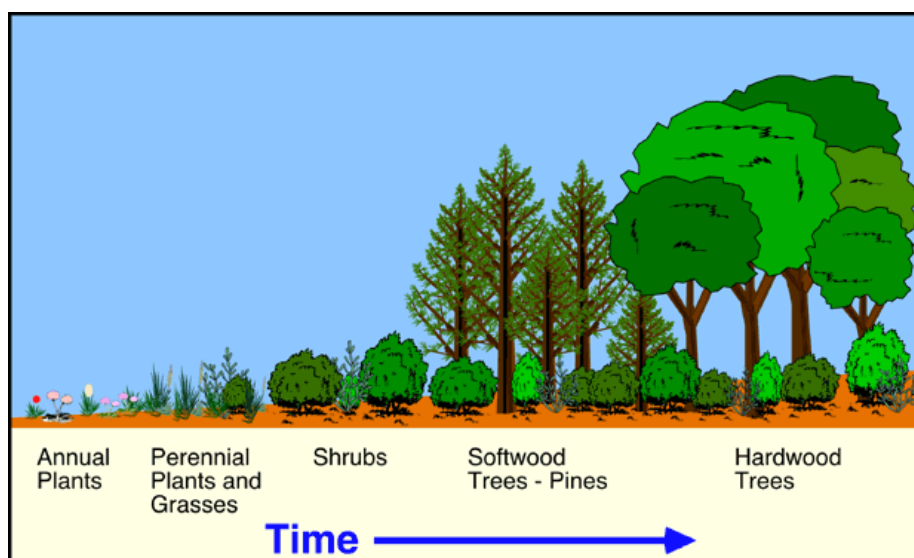 Annual
Plants
Perennial
Plants and
Grasses
Shrubs
Softwood
Trees - Pines
Hardwood
Trees
Time